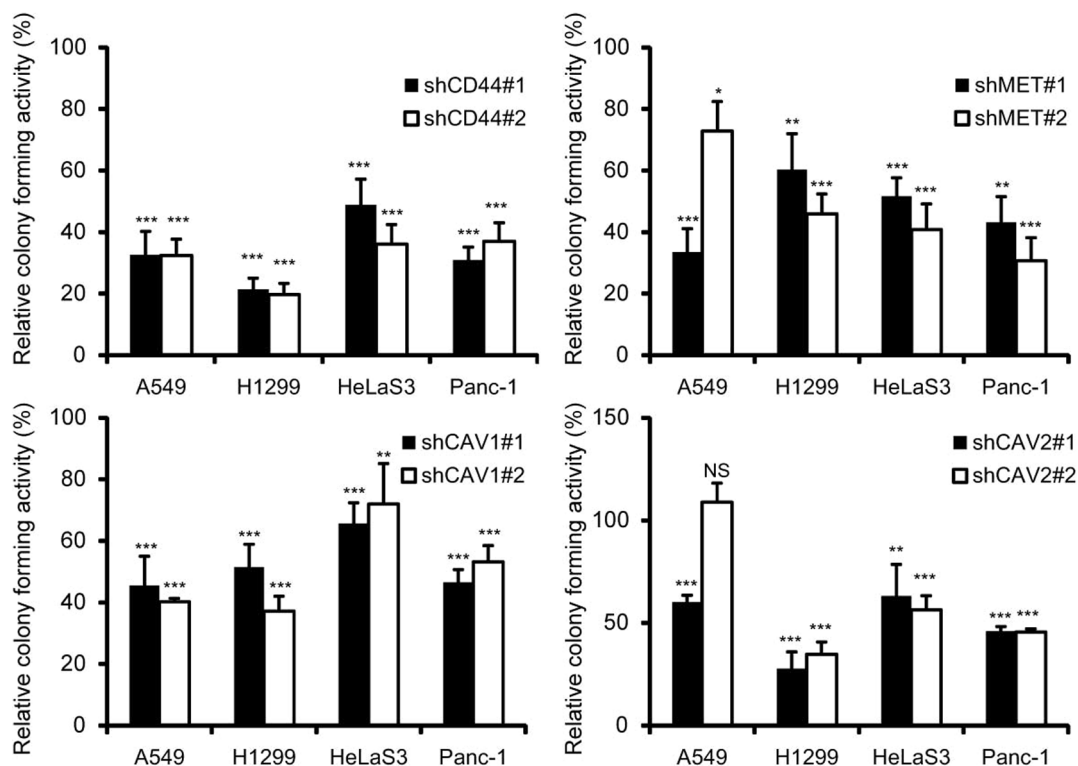 Relative colony forming activity (%)
100
80
60
40
20
0
shCD44#1
shCD44#2
*** *** *** *** *** *** *** ***
A549 H1299 HeLaS3 Panc-1
Relative colony forming activity (%)
100
80
60
40
20
0
shMET#1
shMET#2
*** * ** *** *** *** ** ***
A549 H1299 HeLaS3 Panc-1
Relative colony forming activity (%)
100
80
60
40
20
0
shCAV1#1
shCAV1#2
*** *** *** *** *** ** *** ***
A549 H1299 HeLaS3 Panc-1
Relative colony forming activity (%)
150
100
50
0
shCAV2#1
shCAV2#2
*** NS *** *** ** *** *** ***
A549 H1299 HeLaS3 Panc-1